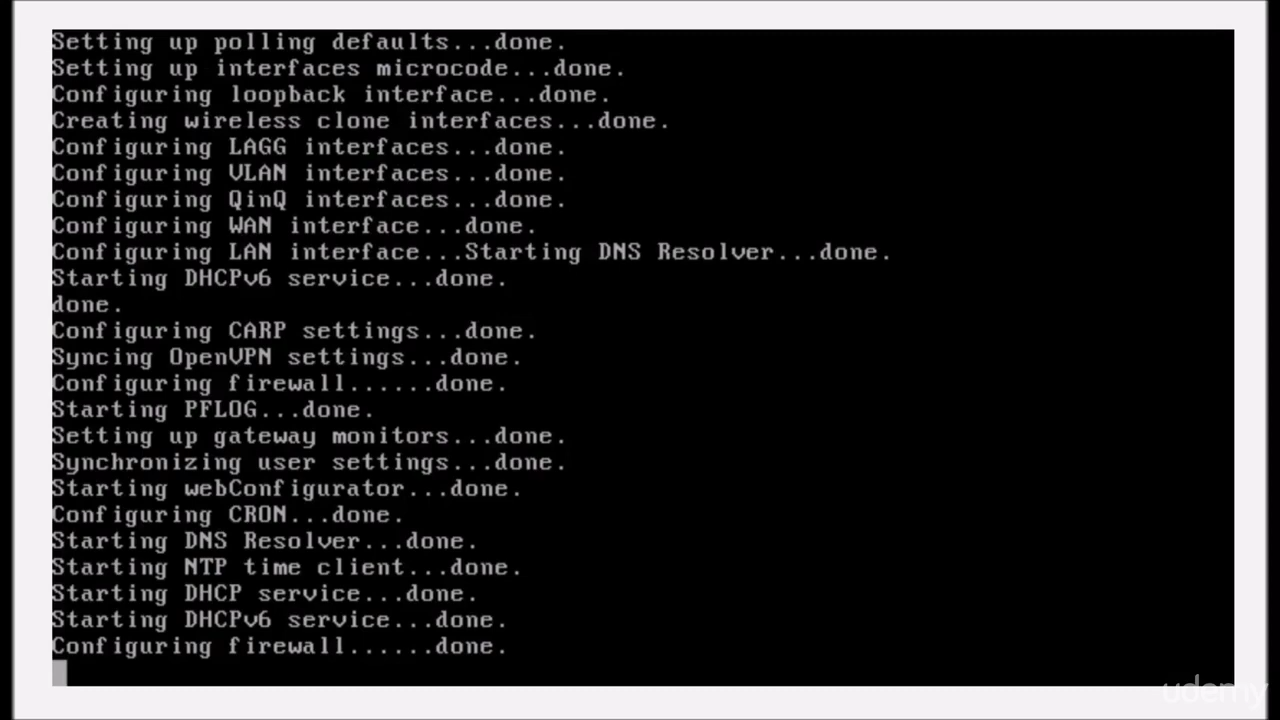 Setting up polling defaults...done.
Setting up interfaces microcode...done.
Configuring loopback interface...done.
Creating wireless clone interfaces...done.
Configuring LAGG interfaces...done.
Configuring VLAN interfaces...done.
Configuring QinQ interfaces...done.
Configuring WAN interface...done.
Configuring LAN interface...Starting DNS Resolver...done.
Starting DHCPv6 service...done.
done.
Configuring CARP settings...done.
Syncing OpenVPN settings...done.
Configuring firewall......done.
Starting PFLOG...done.
Setting up gateway monitors...done.
Synchronizing user settings...done.
Starting webConfigurator...done.
Configuring CRON...done.
Starting DNS Resolver...done.
Starting NTP time client...done.
Starting DHCP service...done.
Starting DHCPv6 service...done.
Configuring firewall......done.
udemy